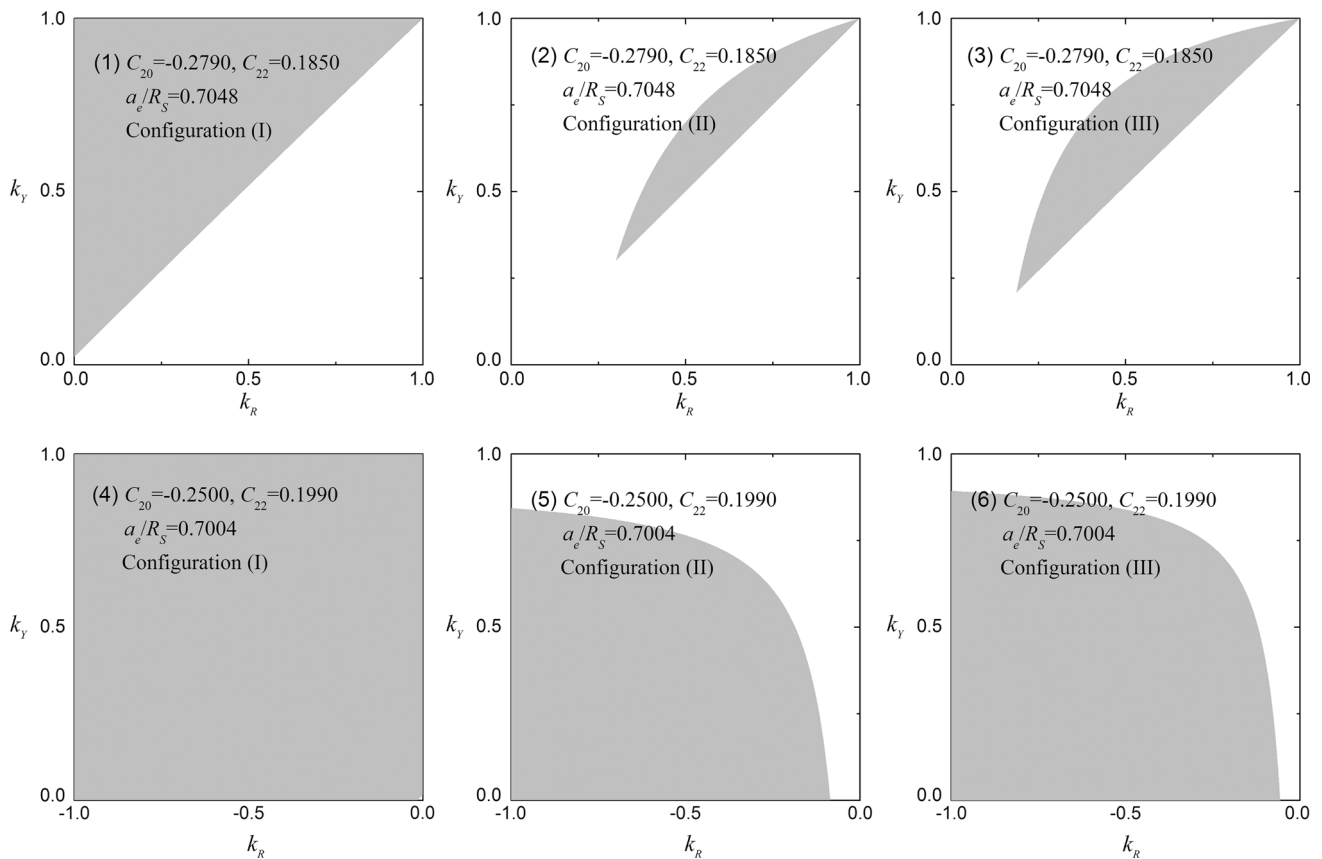 1.0
(1) C20=-0.2790, C22=0.1850
ae/RS=0.7048
Configuration (I)
kY
0.5
0.0
0.0
0.5
1.0
kR
1.0
(2) C20=-0.2790, C22=0.1850
ae/RS=0.7048
Configuration (II)
kY
0.5
0.0
0.0
0.5
1.0
kR
1.0
(3) C20=-0.2790, C22=0.1850
ae/RS=0.7048
Configuration (III)
kY
0.5
0.0
0.0
0.5
1.0
kR
1.0
(4) C20=-0.2500, C22=0.1990
ae/RS=0.7004
Configuration (I)
kY
0.5
0.0
-1.0
-0.5
0.0
kR
1.0
(5) C20=-0.2500, C22=0.1990
ae/RS=0.7004
Configuration (II)
kY
0.5
0.0
-1.0
-0.5
0.0
kR
1.0
(6) C20=-0.2500, C22=0.1990
ae/RS=0.7004
Configuration (III)
kY
0.5
0.0
-1.0
-0.5
0.0
kR